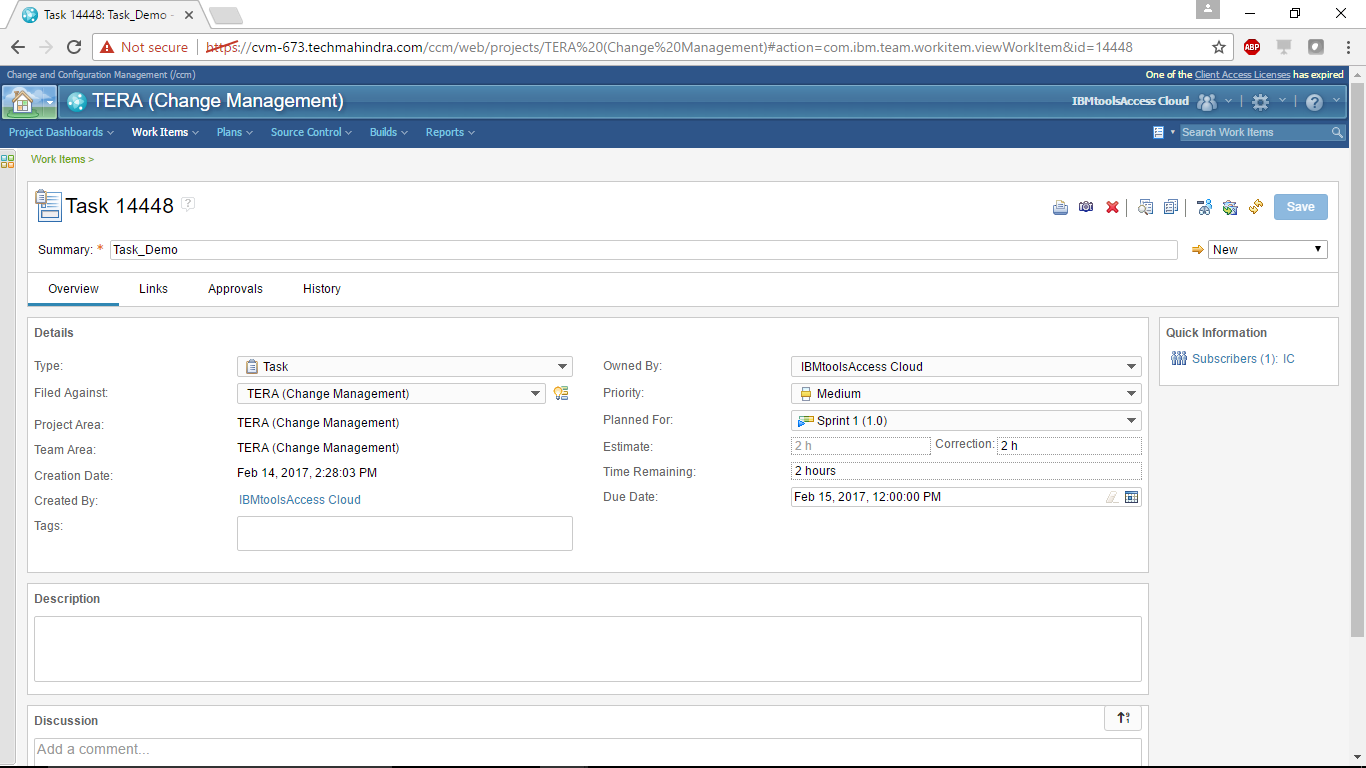 Task 14448: Task_Demo -
Not secure https://cvm-673.techmahindra.com/ccm/web/projects/TERA%20(Change%20Management)#action=com.ibm.team.workitem.viewWorkItem&id=14448
ABP
Change and Configuration Management (/ccm) One of the Client Access Licenses has expired
TERA (Change Management) IBMtoolsAccess Cloud
Project Dashboards Work Items Plans Source Control Builds Reports Search Work Items
Work Items >
Task 14448 ? Save
Summary: * Task_Demo New
Overview Links Approvals History
Details
Type: Task
Filed Against: TERA (Change Management)
Project Area: TERA (Change Management)
Team Area: TERA (Change Management)
Creation Date: Feb 14, 2017, 2:28:03 PM
Created By: IBMtoolsAccess Cloud
Tags:
Owned By: IBMtoolsAccess Cloud
Priority: Medium
Planned For: Sprint 1 (1.0)
Estimate: 2 h Correction: 2 h
Time Remaining: 2 hours
Due Date: Feb 15, 2017, 12:00:00 PM
Quick Information
Subscribers (1): IC
Description
Discussion
Add a comment...